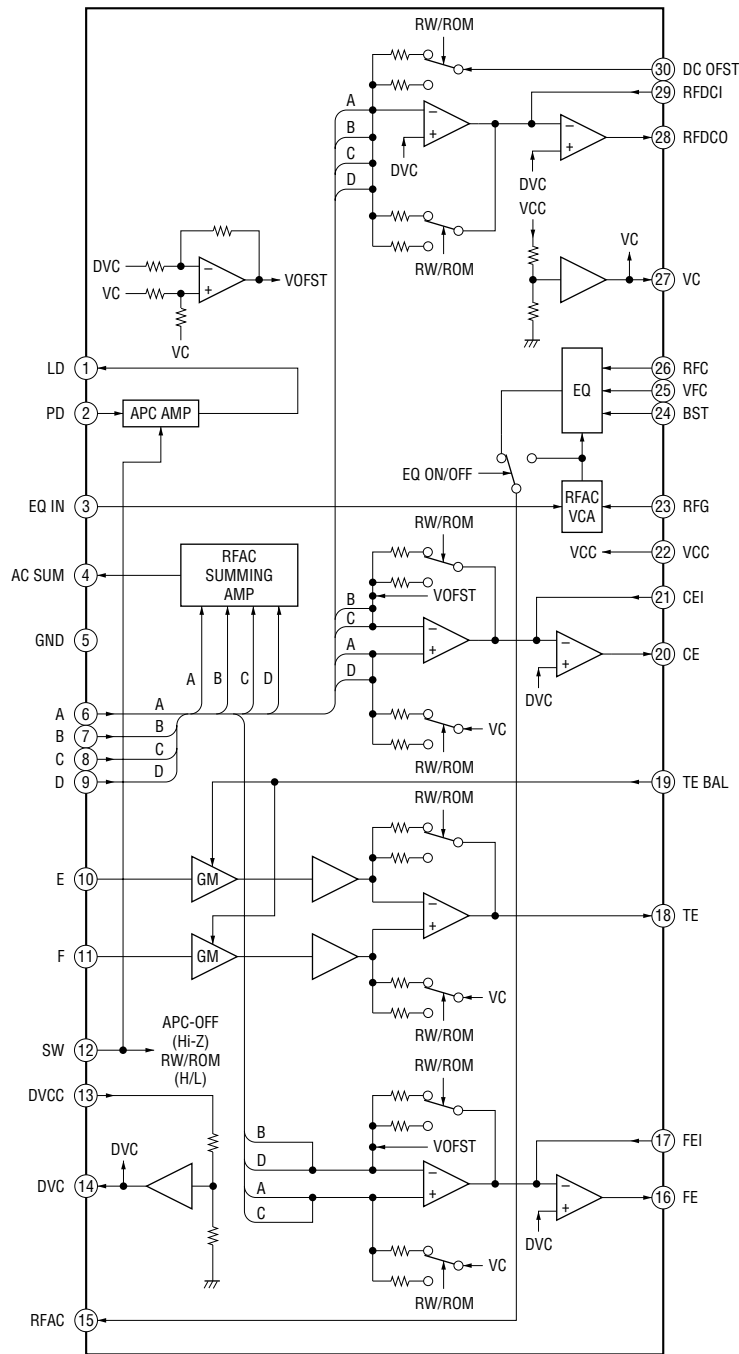 RW/ROM
30 DC OFST
29 RFDCI
A
−
+
DVC
−
+
28 RFDCO
B
C
D
DVC
VCC
RW/ROM
DVC
VC
−
+
VOFST
VC
27 VC
VC
LD 1
26 RFC
EQ
25 VFC
PD 2
APC AMP
24 BST
EQ ON/OFF
EQ IN 3
RFAC
VCA
23 RFG
RW/ROM
AC SUM 4
RFAC
SUMMING
AMP
VCC
22 VCC
B
VOFST
21 CEI
GND 5
C
−
+
A
−
+
20 CE
D
DVC
A
B
C
D
A 6
A
B 7
B
VC
C 8
C
RW/ROM
D 9
D
19 TE BAL
RW/ROM
E 10
GM
−
+
18 TE
F 11
GM
VC
RW/ROM
SW 12
APC-OFF
(Hi-Z)
RW/ROM
(H/L)
RW/ROM
DVCC 13
B
VOFST
17 FEI
DVC
D
−
+
DVC 14
A
−
+
16 FE
C
DVC
VC
RW/ROM
RFAC 15